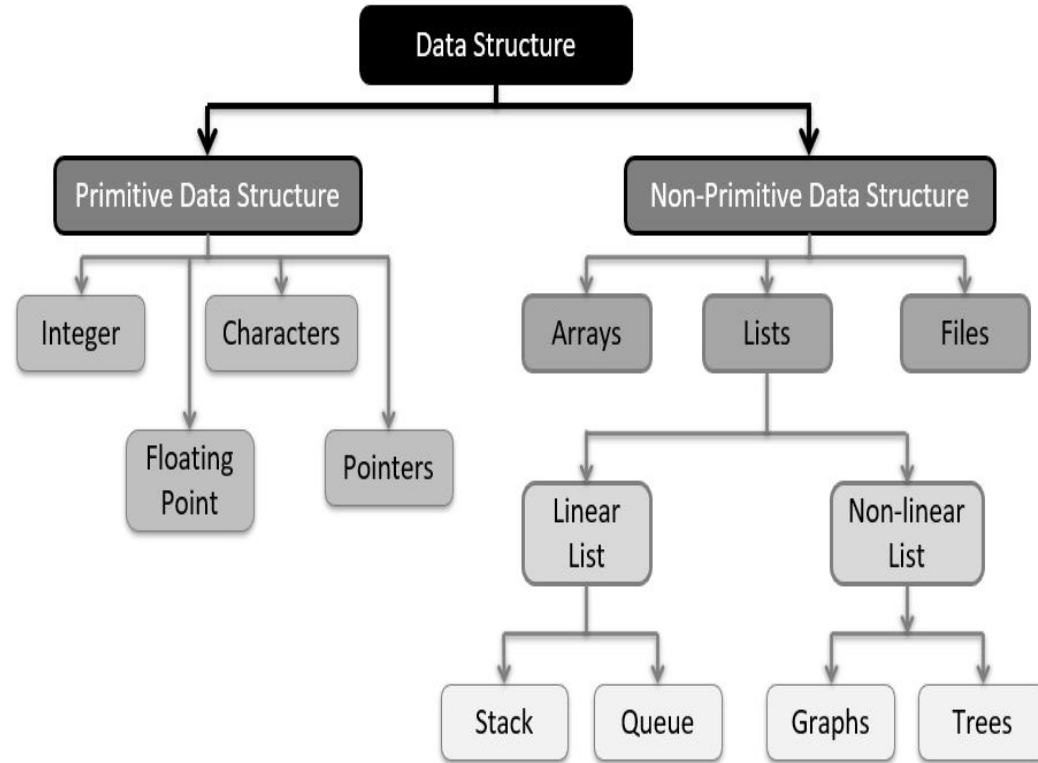 Data Structure
Primitive Data Structure
Non-Primitive Data Structure
Integer
Characters
Arrays
Lists
Files
Floating
Point
Pointers
Linear
List
Non-linear
List
Stack
Queue
Graphs
Trees